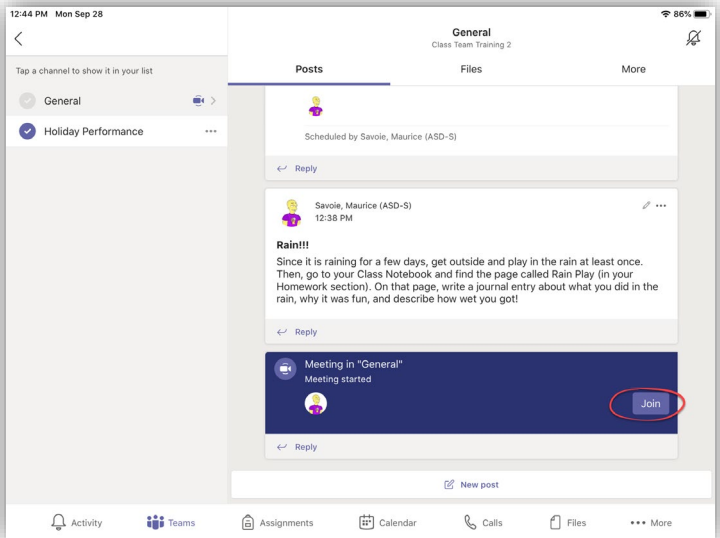 12:44 PM Mon Sep 28
86%
General
Class Team Training 2
Tap a channel to show it in your list
General
Holiday Performance
Posts Files More
Scheduled by Savoie, Maurice (ASD-S)
Reply
Savoie, Maurice (ASD-S)
12:38 PM
Rain!!!
Since it is raining for a few days, get outside and play in the rain at least once.
Then, go to your Class Notebook and find the page called Rain Play (in your
Homework section). On that page, write a journal entry about what you did in the
rain, why it was fun, and describe how wet you got!
Reply
Meeting in "General"
Meeting started
Join
Reply
New post
Activity Teams Assignments Calendar Calls Files More